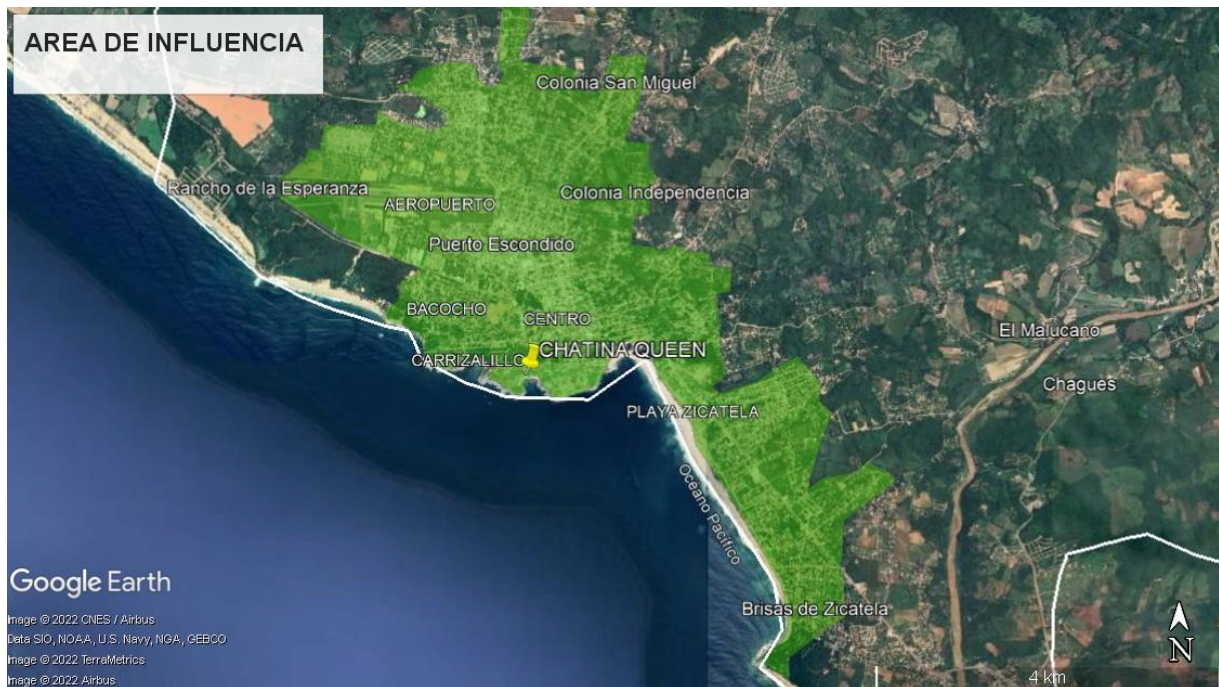 AREA DE INFLUENCIA
Colonia San Miguel
Rancho de la Esperanza
Colonia Independencia
AEROPUERTO
Puerto Escondido
BACOCHO
CENTRO
El Malucano
CHATINA QUEEN
CARRIZALILLO
Chagues
PLAYA ZICATELA
Océano Pacífico
Google Earth
Brisas de Zicatela
Image © 2022 CNES / Airbus
Data SIO, NOAA, U.S. Navy, NGA, GEBCO
Image © 2022 TerraMetrics
Image © 2022 Airbus
N
4 km